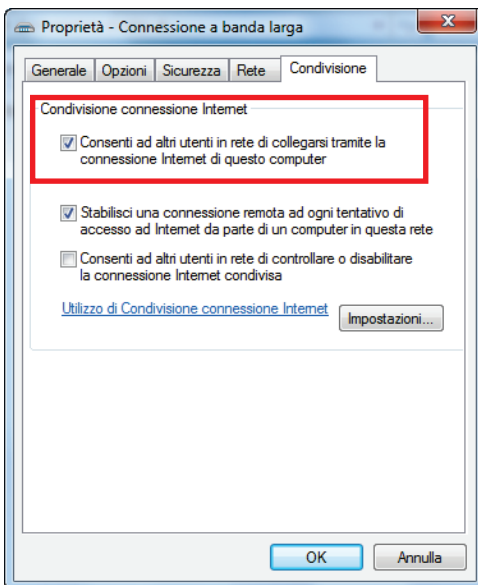 Proprietà - Connessione a banda larga
Generale Opzioni Sicurezza Rete Condivisione
Condivisione connessione Internet
Consenti ad altri utenti in rete di collegarsi tramite la
connessione Internet di questo computer
Stabilisci una connessione remota ad ogni tentativo di
accesso ad Internet da parte di un computer in questa rete
Consenti ad altri utenti in rete di controllare o disabilitare
la connessione Internet condivisa
Utilizzo di Condivisione connessione Internet
Impostazioni...
OK Annulla